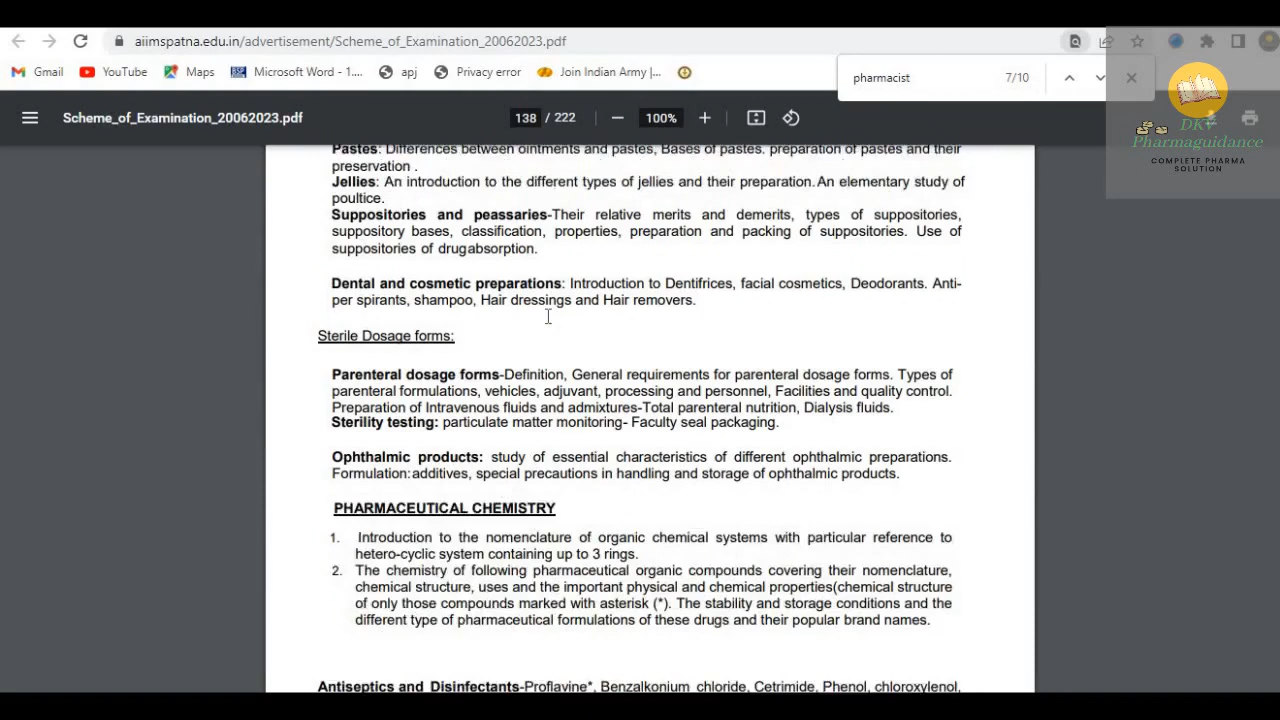 aiimspatna.edu.in/advertisement/Scheme_of_Examination_20062023.pdf
Gmail YouTube Maps Microsoft Word - 1.... apj Privacy error Join Indian Army |...
pharmacist 7/10
Scheme_of_Examination_20062023.pdf 138 / 222 100%
DKV
Pharmaguidance
COMPLETE PHARMA
SOLUTION
Pastes: Differences between ointments and pastes, Bases of pastes. preparation of pastes and their
preservation .
Jellies: An introduction to the different types of jellies and their preparation. An elementary study of
poultice.
Suppositories and peassaries-Their relative merits and demerits, types of suppositories,
suppository bases, classification, properties, preparation and packing of suppositories. Use of
suppositories of drugabsorption.
Dental and cosmetic preparations: Introduction to Dentifrices, facial cosmetics, Deodorants. Anti-
per spirants, shampoo, Hair dressings and Hair removers.
Sterile Dosage forms:
Parenteral dosage forms-Definition, General requirements for parenteral dosage forms. Types of
parenteral formulations, vehicles, adjuvant, processing and personnel, Facilities and quality control.
Preparation of Intravenous fluids and admixtures-Total parenteral nutrition, Dialysis fluids.
Sterility testing: particulate matter monitoring- Faculty seal packaging.
Ophthalmic products: study of essential characteristics of different ophthalmic preparations.
Formulation: additives, special precautions in handling and storage of ophthalmic products.
PHARMACEUTICAL CHEMISTRY
1. Introduction to the nomenclature of organic chemical systems with particular reference to
hetero-cyclic system containing up to 3 rings.
2. The chemistry of following pharmaceutical organic compounds covering their nomenclature,
chemical structure, uses and the important physical and chemical properties(chemical structure
of only those compounds marked with asterisk (*). The stability and storage conditions and the
different type of pharmaceutical formulations of these drugs and their popular brand names.
Antiseptics and Disinfectants-Proflavine*, Benzalkonium chloride, Cetrimide, Phenol, chloroxylenol,